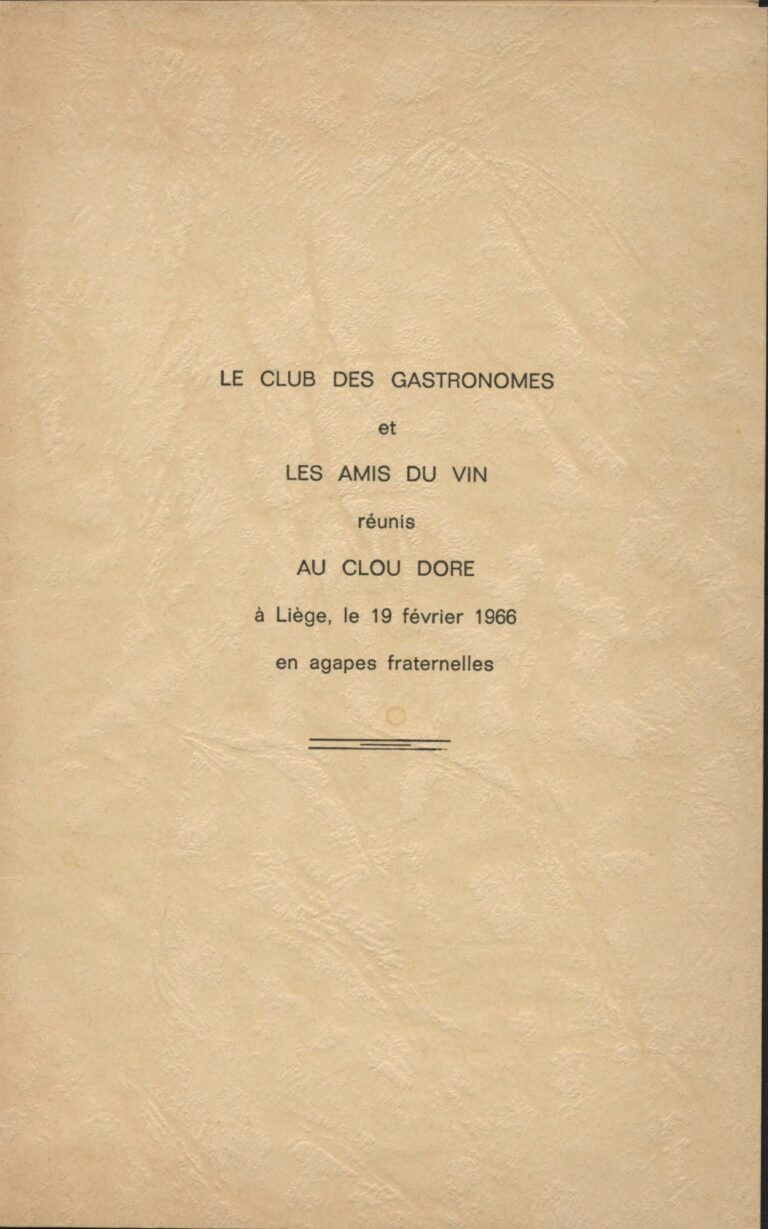 LE CLUB DES GASTRONOMES
et
LES AMIS DU VIN
réunis
AU CLOU DORE
à Liège, le 19 février 1966
en agapes fraternelles